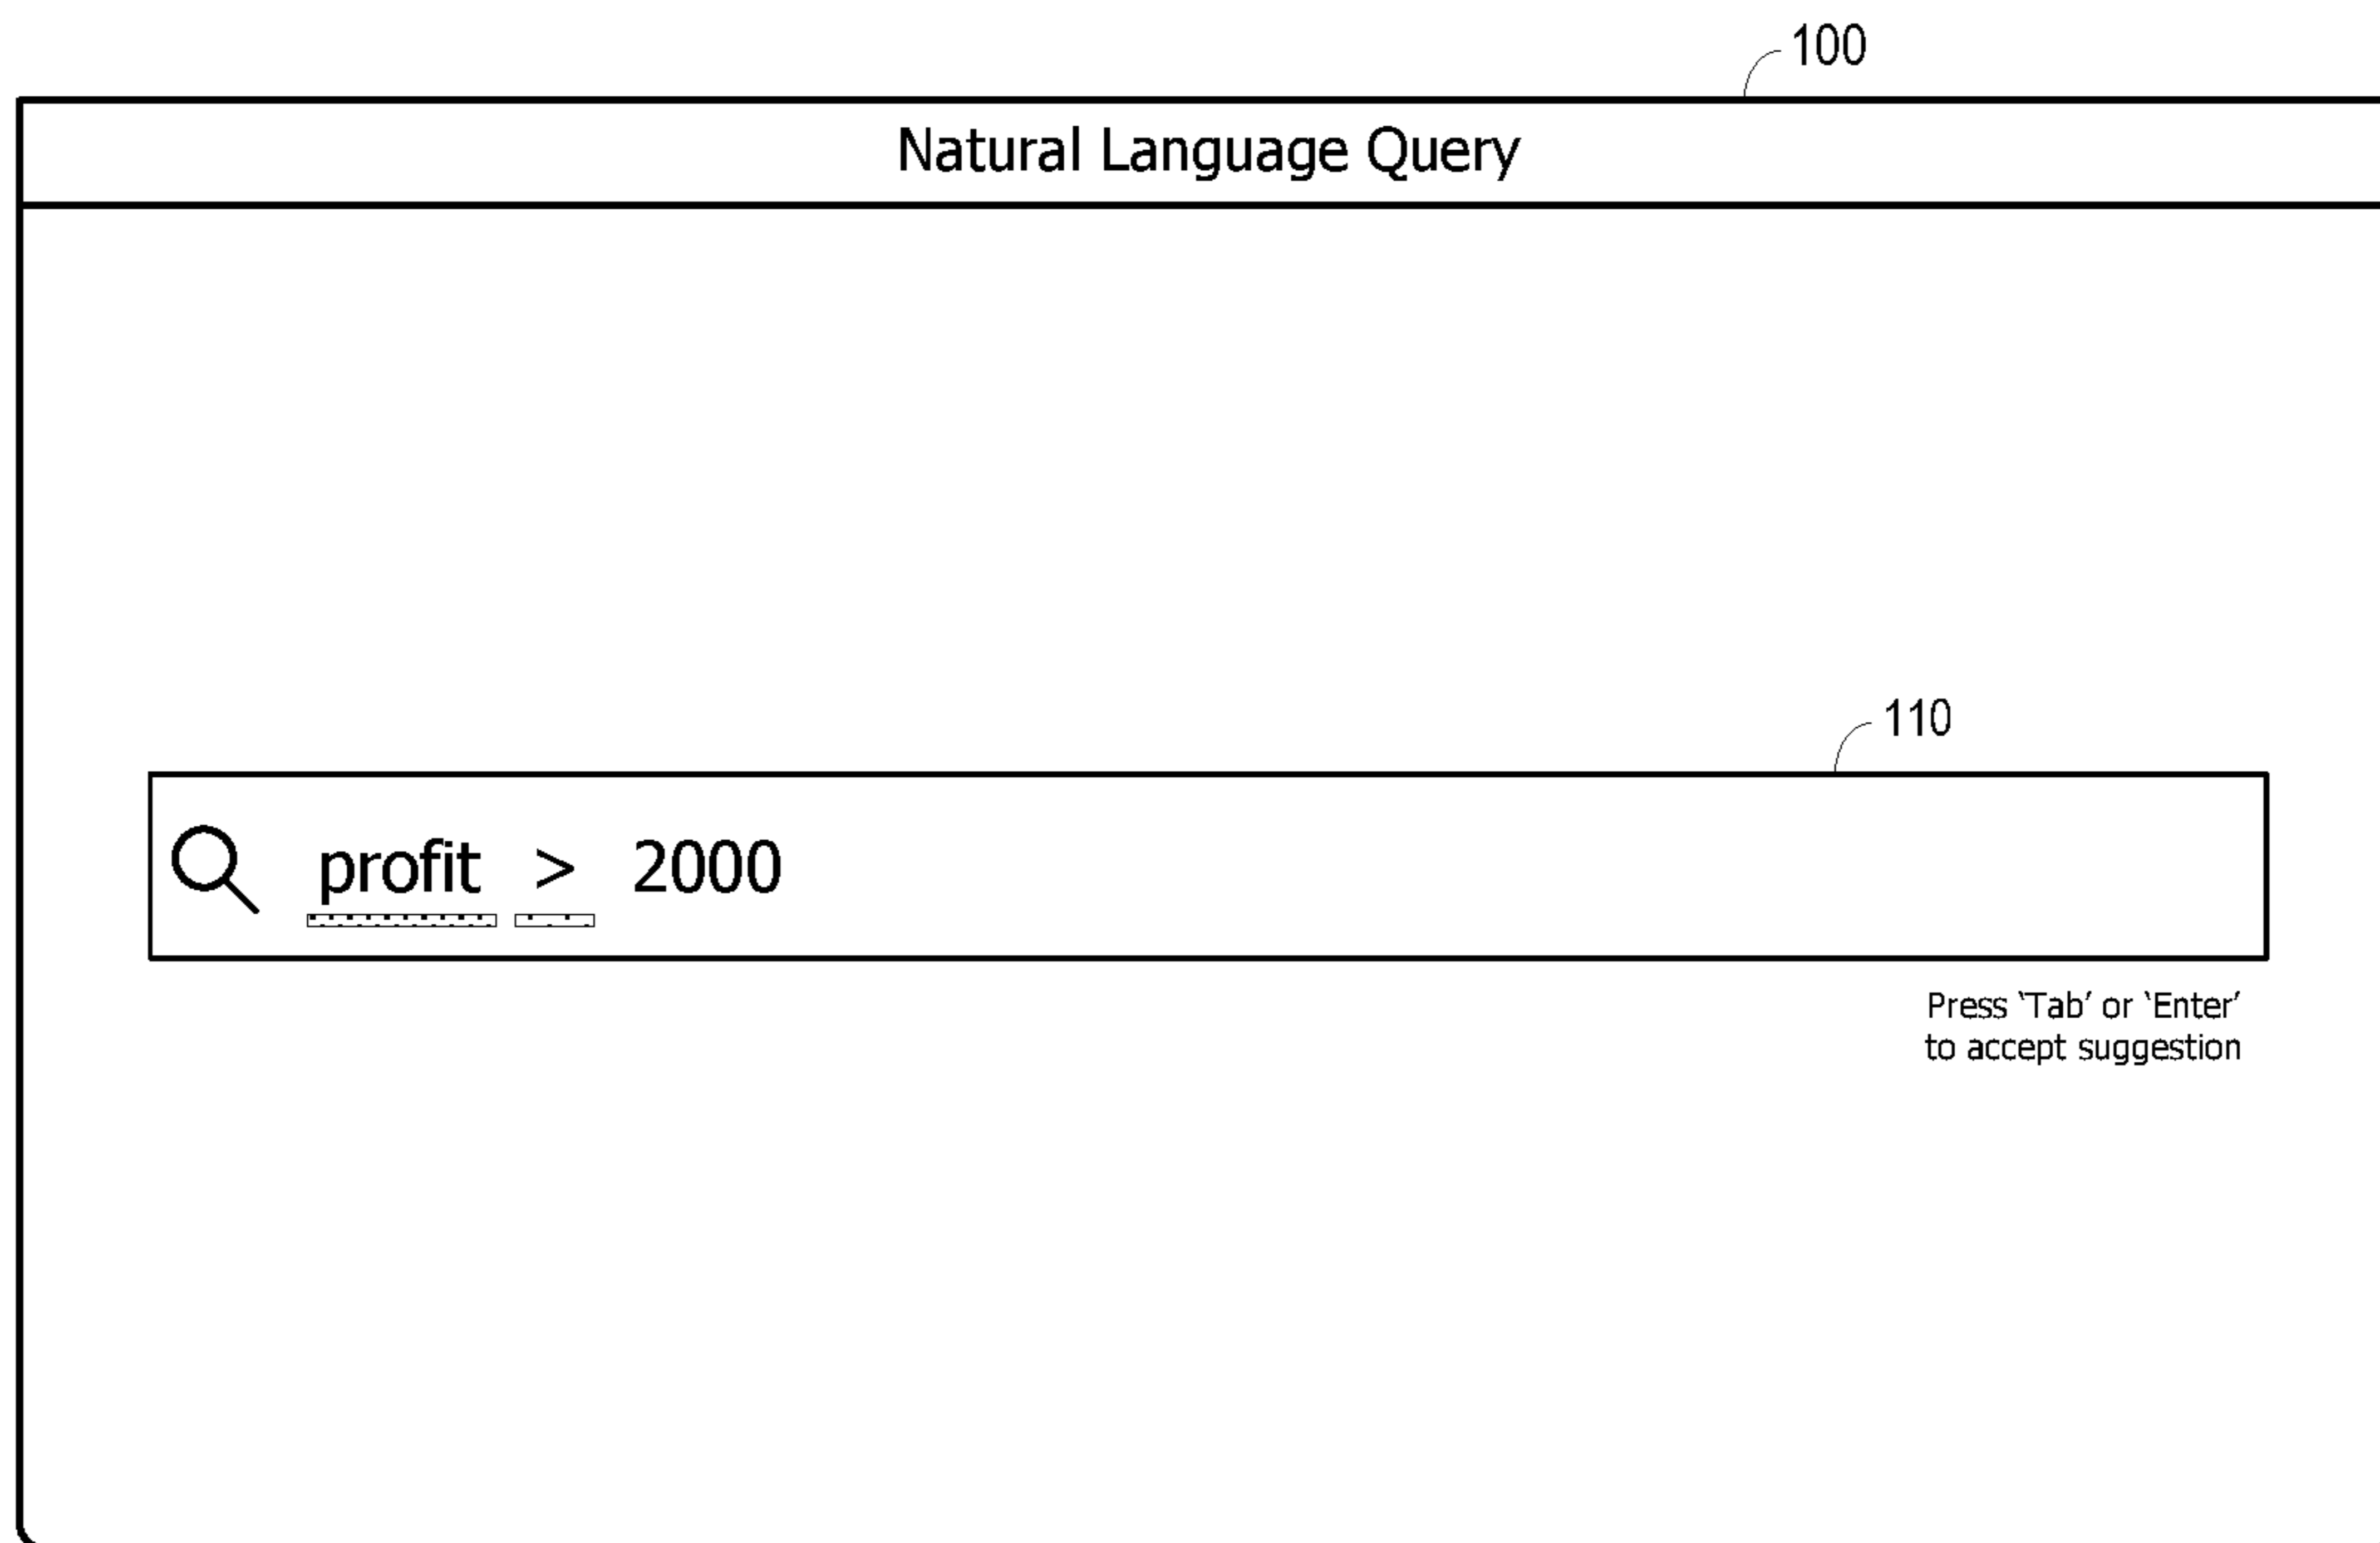 100
Natural Language Query
110
profit > 2000
Press ‘Tab’ or ‘Enter’
to accept suggestion